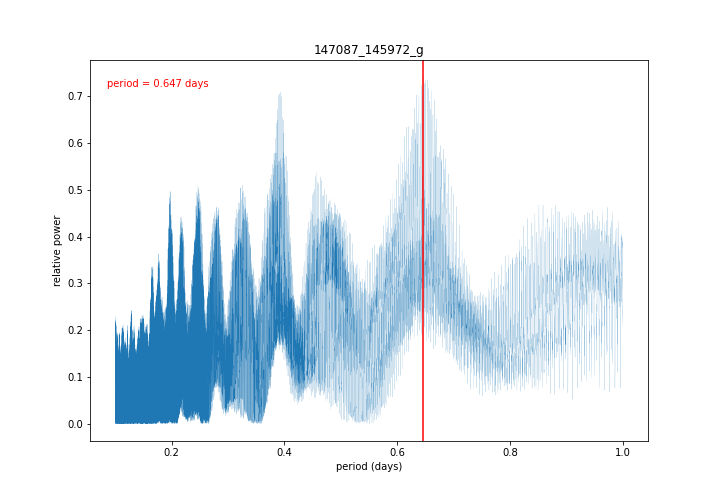 147087_145972_g
period = 0.647 days
relative power
0.7
0.6
0.5
0.4
0.3
0.2
0.1
0.0
0.2 0.4 0.6 0.8 1.0
period (days)